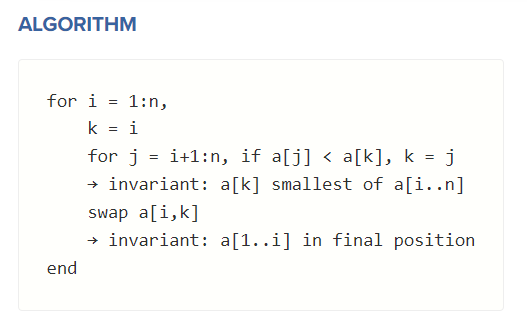 ALGORITHM
for i = 1:n,
    k = i
    for j = i+1:n, if a[j] < a[k], k = j
    → invariant: a[k] smallest of a[i..n]
    swap a[i,k]
    → invariant: a[1..i] in final position
end